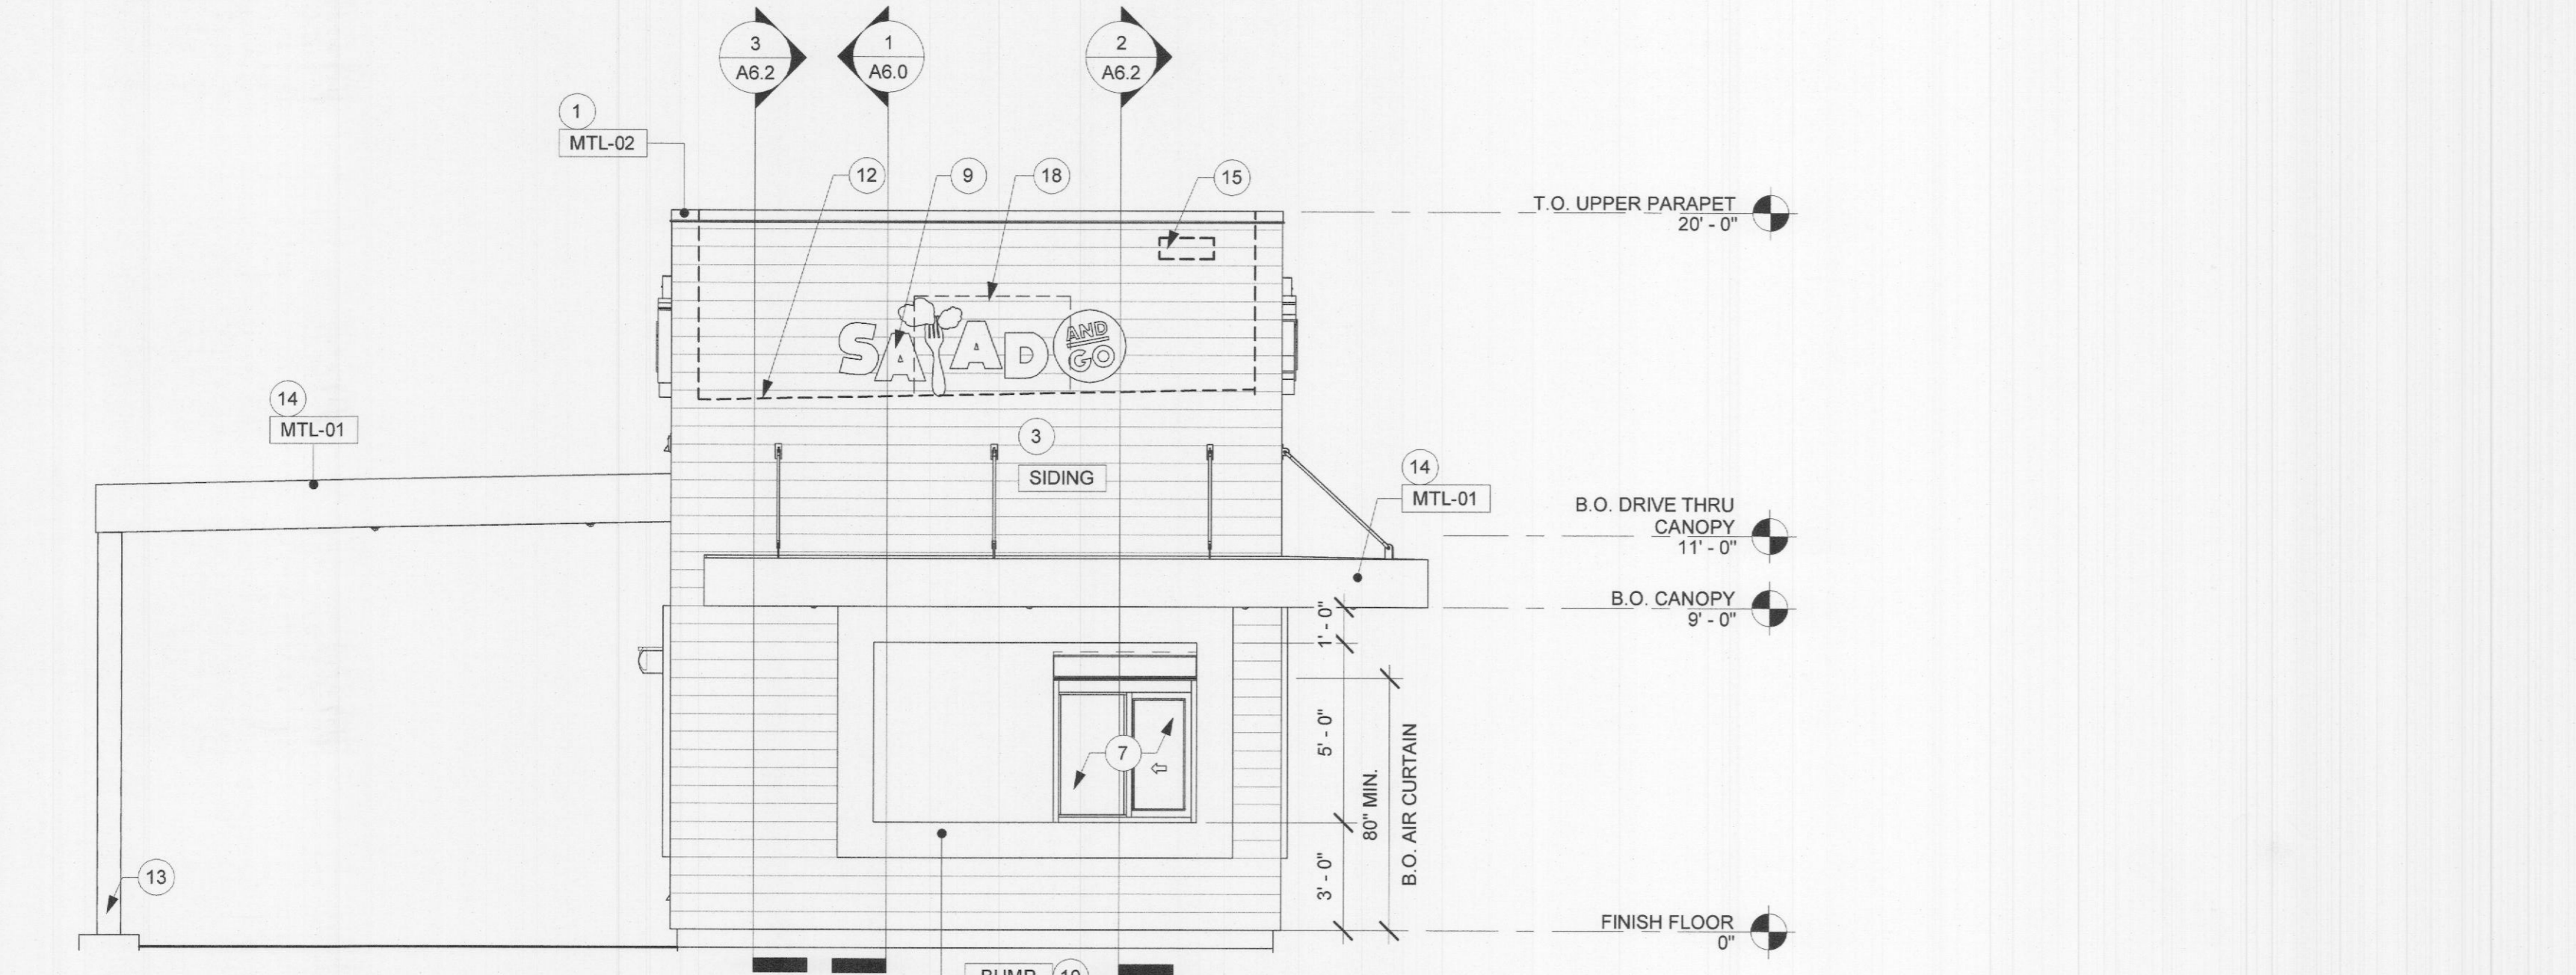 3
A6.2
1
A6.0
2
A6.2
1
MTL-02
12
9
18
15
T.O. UPPER PARAPET
20' - 0"
SALAD AND GO
14
MTL-01
3
SIDING
14
MTL-01
B.O. DRIVE THRU
CANOPY
11' - 0"
B.O. CANOPY
9' - 0"
1' - 0"
5' - 0"
7
80" MIN.
B.O. AIR CURTAIN
3' - 0"
13
FINISH FLOOR
0"